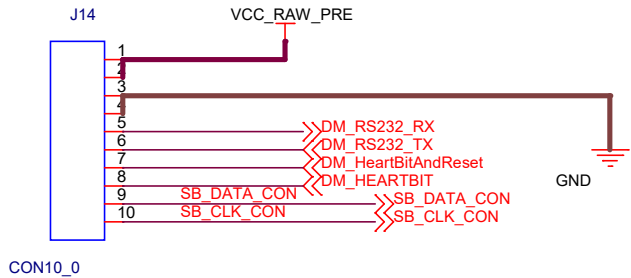 J14
VCC_RAW_PRE
1
2
3
4
5
DM_RS232_RX
6
DM_RS232_TX
7
DM_HeartBitAndReset
8
DM_HEARTBIT
GND
9
SB_DATA_CON
SB_DATA_CON
10
SB_CLK_CON
SB_CLK_CON
CON10_0